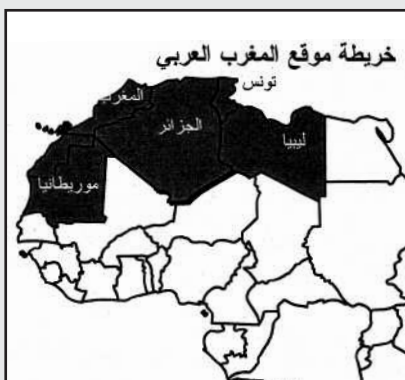 خريطة موقع المغرب العربي
تونس
المغرب
الجزائر
ليبيا
موريطانيا